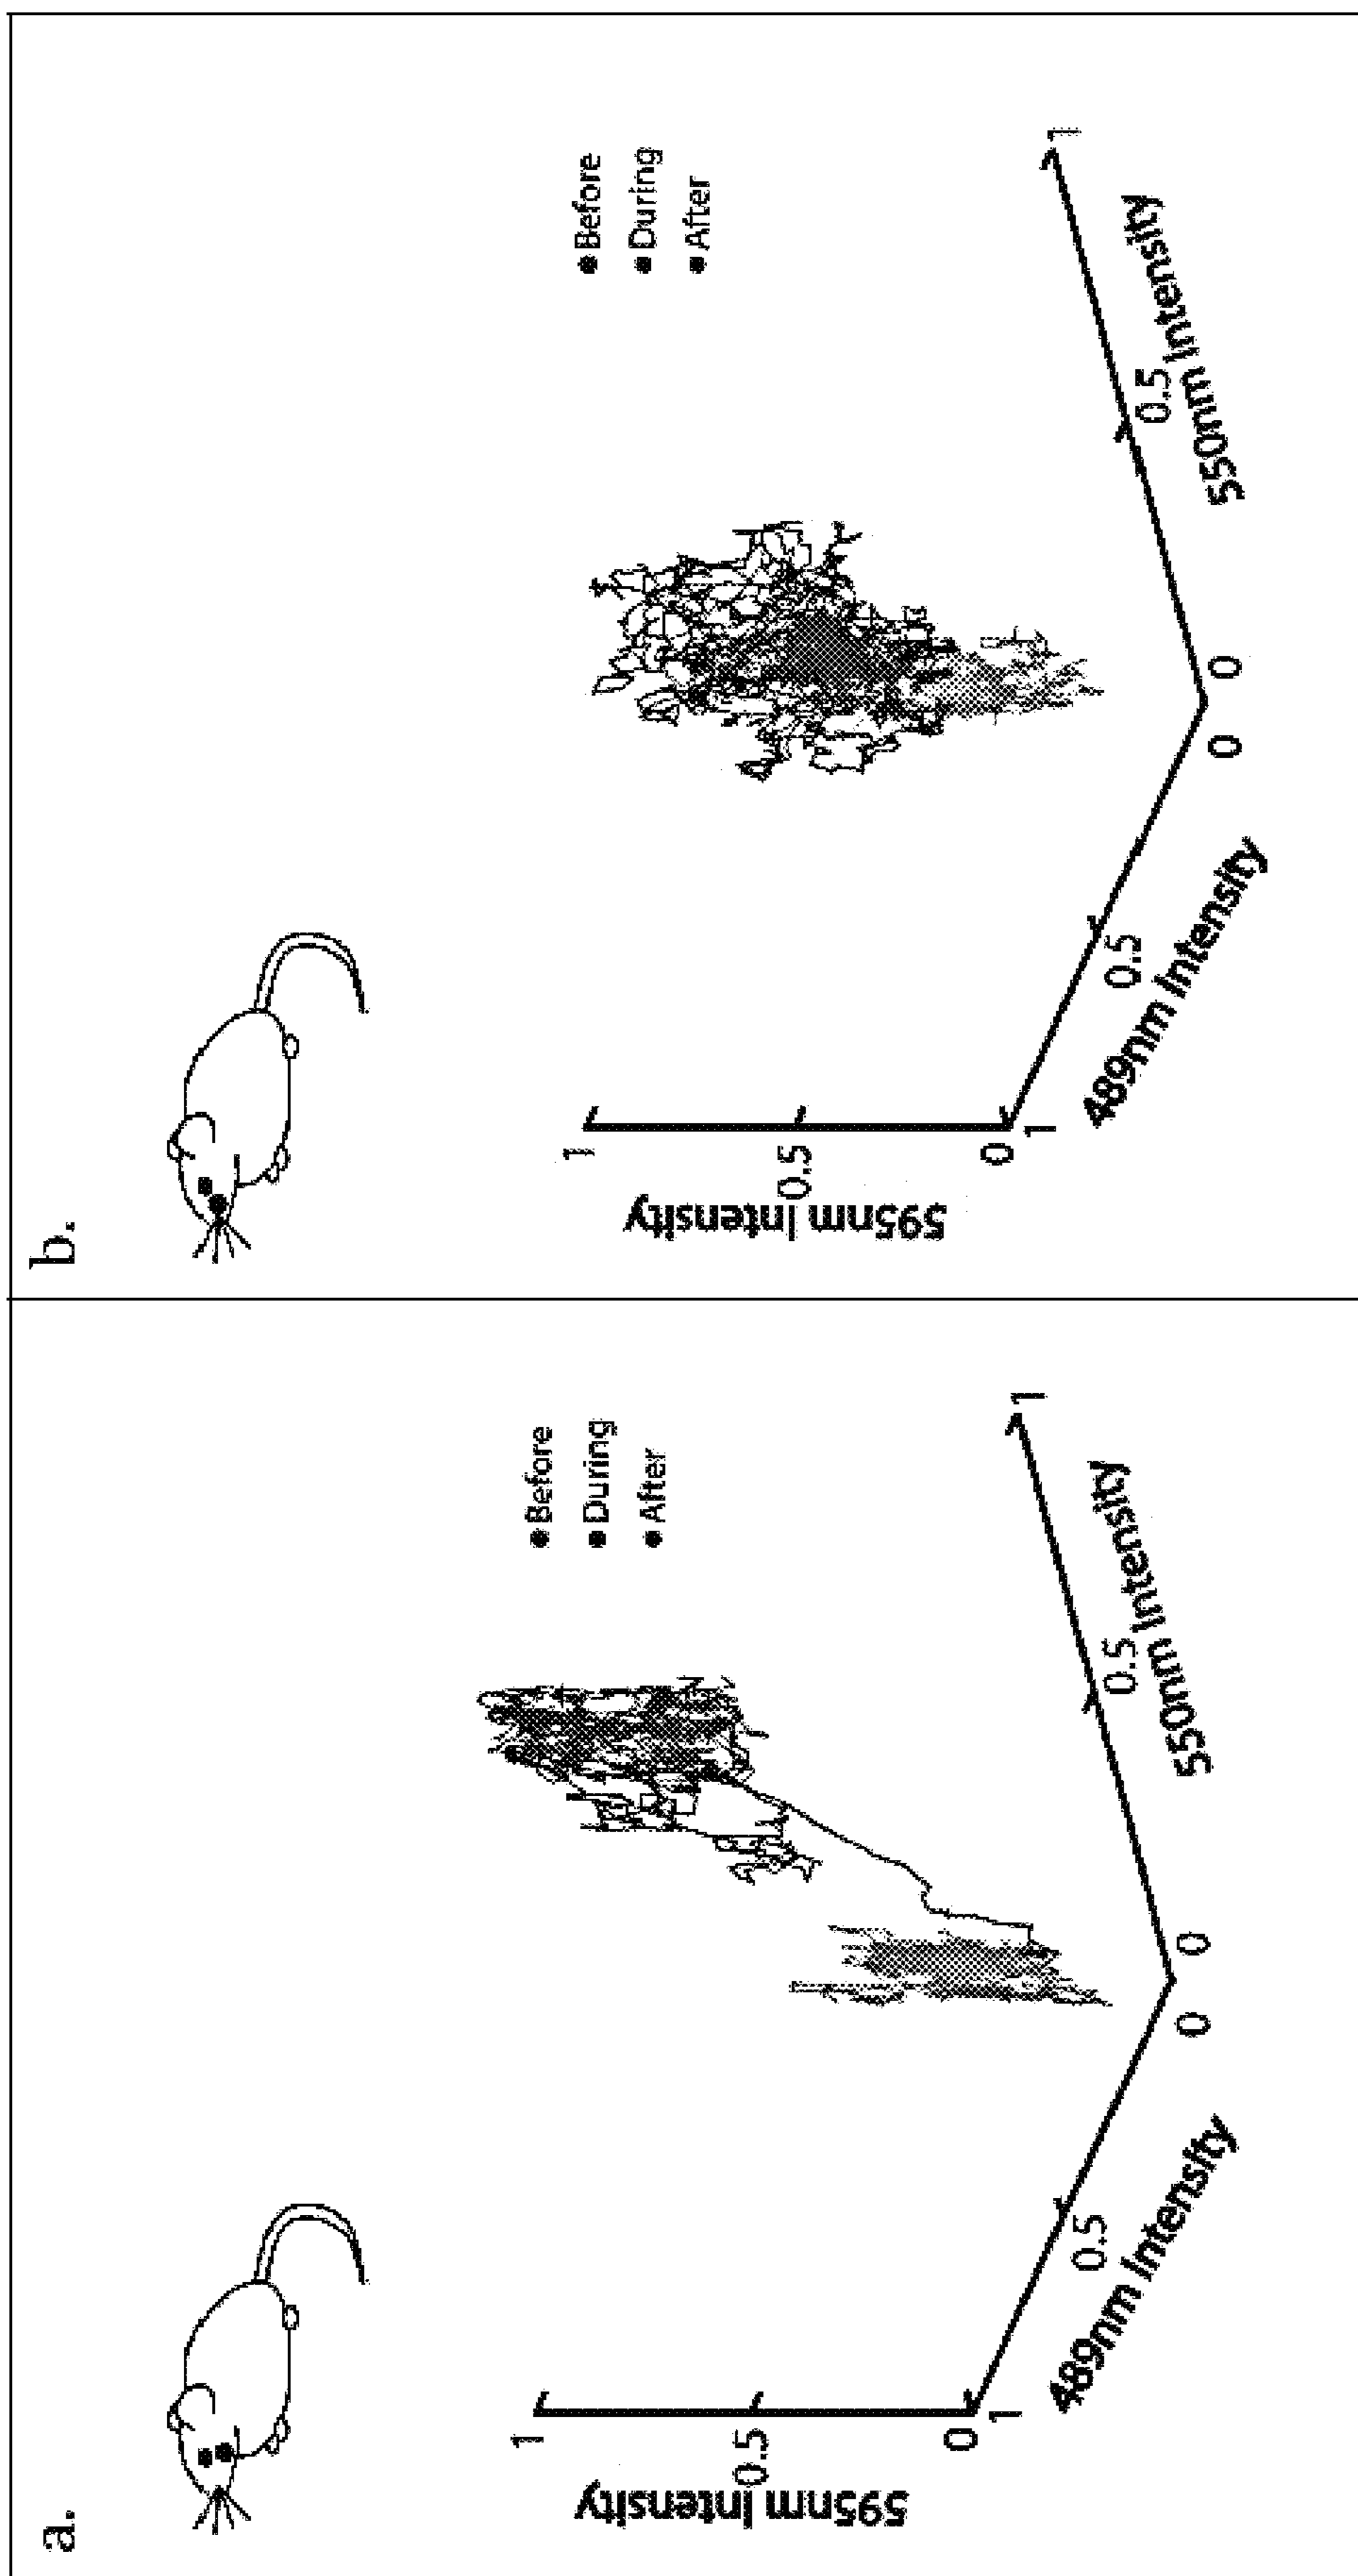 a.
Before
During
After
1
0.5
0
595nm Intensity
1
0.5
0
489nm Intensity
0
0.5
1
550nm Intensity
b.
Before
During
After
1
0.5
0
595nm Intensity
1
0.5
0
489nm Intensity
0
0.5
1
550nm Intensity